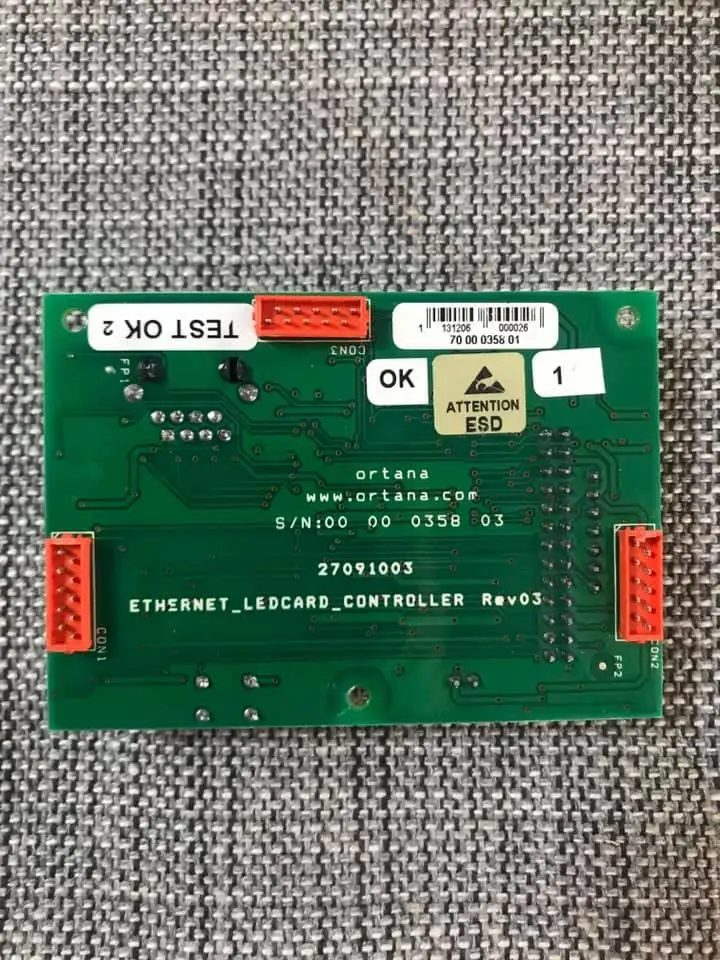 TEST OK 2
CON3
1 131206 000026
70 00 0358 01
FP1
OK
ATTENTION
ESD
1
ortana
www.ortana.com
S/N:00 00 0358 03
27091003
ETHERNET_LEDCARD_CONTROLLER Rev03
CON1
CON2
FP2